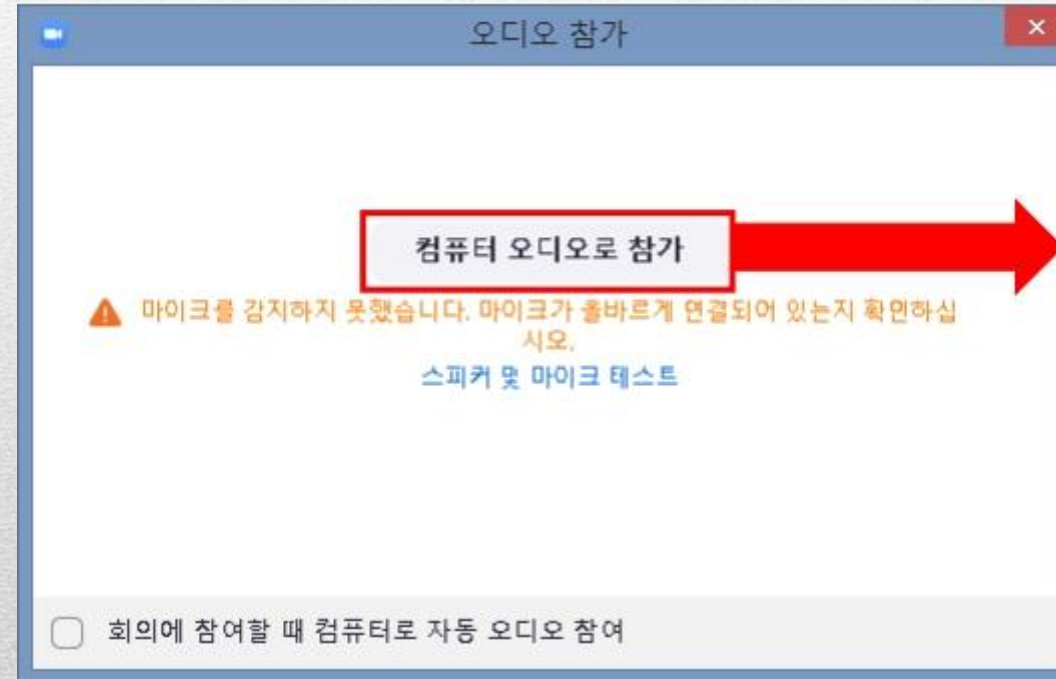 오디오 참가
컴퓨터 오디오로 참가
마이크를 감지하지 못했습니다. 마이크가 올바르게 연결되어 있는지 확인하십
시오.
스피커 및 마이크 테스트
회의에 참여할 때 컴퓨터로 자동 오디오 참여